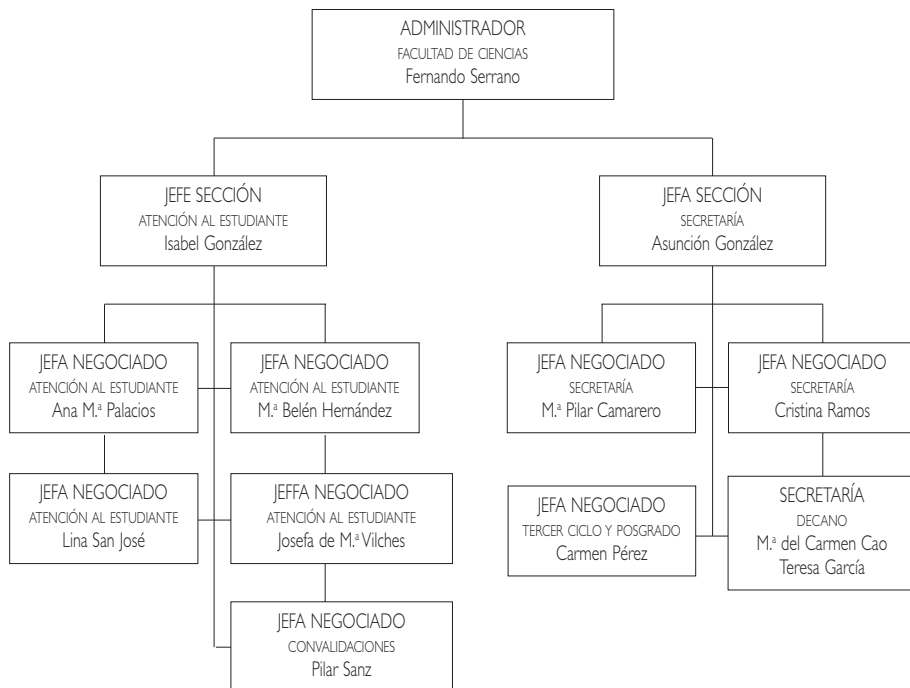 ADMINISTRADOR
FACULTAD DE CIENCIAS
Fernando Serrano
JEFE SECCIÓN
ATENCIÓN AL ESTUDIANTE
Isabel González
JEFA SECCIÓN
SECRETARÍA
Asunción González
JEFA NEGOCIADO
ATENCIÓN AL ESTUDIANTE
Ana M.ª Palacios
JEFA NEGOCIADO
ATENCIÓN AL ESTUDIANTE
M.ª Belén Hernández
JEFA NEGOCIADO
SECRETARÍA
M.ª Pilar Camarero
JEFA NEGOCIADO
SECRETARÍA
Cristina Ramos
JEFA NEGOCIADO
ATENCIÓN AL ESTUDIANTE
Lina San José
JEFFA NEGOCIADO
ATENCIÓN AL ESTUDIANTE
Josefa de M.ª Vilches
JEFA NEGOCIADO
TERCER CICLO Y POSGRADO
Carmen Pérez
SECRETARÍA
DECANO
M.ª del Carmen Cao
Teresa García
JEFA NEGOCIADO
CONVALIDACIONES
Pilar Sanz